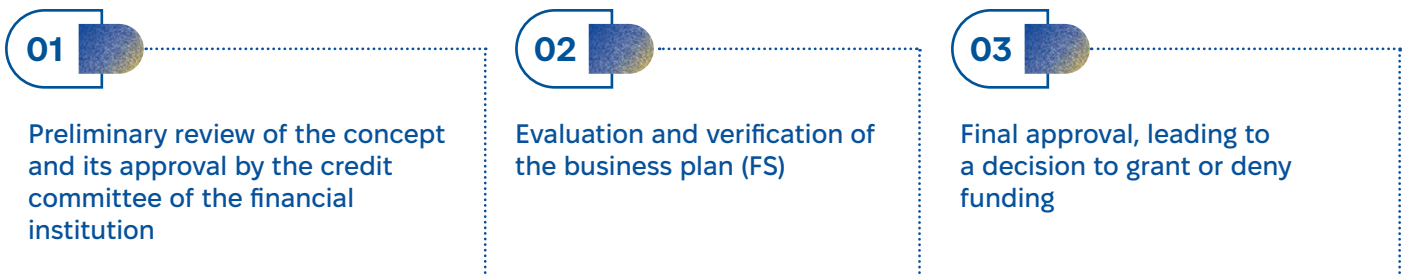 01
Preliminary review of the concept
and its approval by the credit
committee of the financial
institution
02
Evaluation and verification of
the business plan (FS)
03
Final approval, leading to
a decision to grant or deny
funding